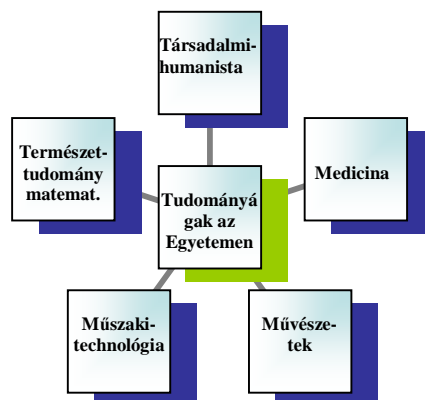 Társadalmi-
humanista
Természet-
tudomány
matemat.
Medicina
Tudományá
gak az
Egyetemen
Műszaki-
technológia
Művésze-
tek